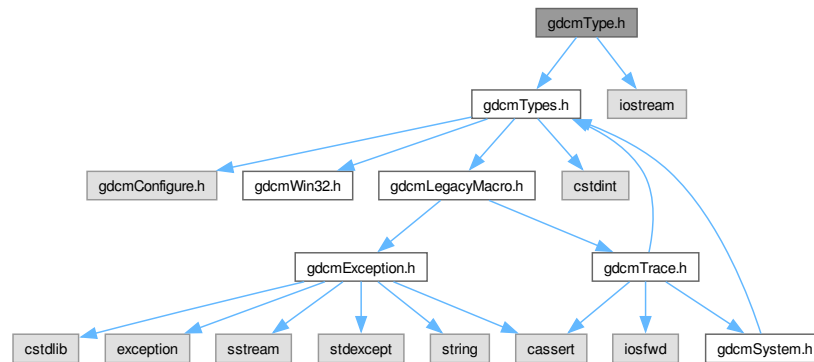 gdcmType.h
gdcmTypes.h
iostream
gdcmConfigure.h
gdcmWin32.h
gdcmLegacyMacro.h
cstdint
gdcmException.h
gdcmTrace.h
cstdlib
exception
sstream
stdexcept
string
cassert
iosfwd
gdcmSystem.h